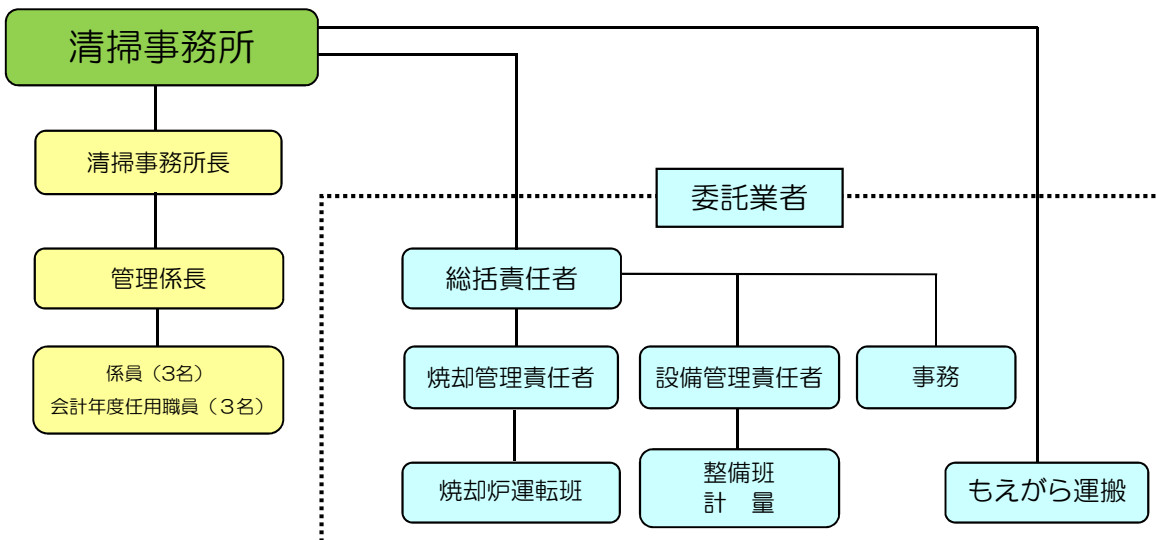 清掃事務所
清掃事務所長
委託業者
管理係長
総括責任者
係員（3名）
会計年度任用職員（３名）
焼却管理責任者
設備管理責任者
事務
焼却炉運転班
整備班
計　量
もえがら運搬